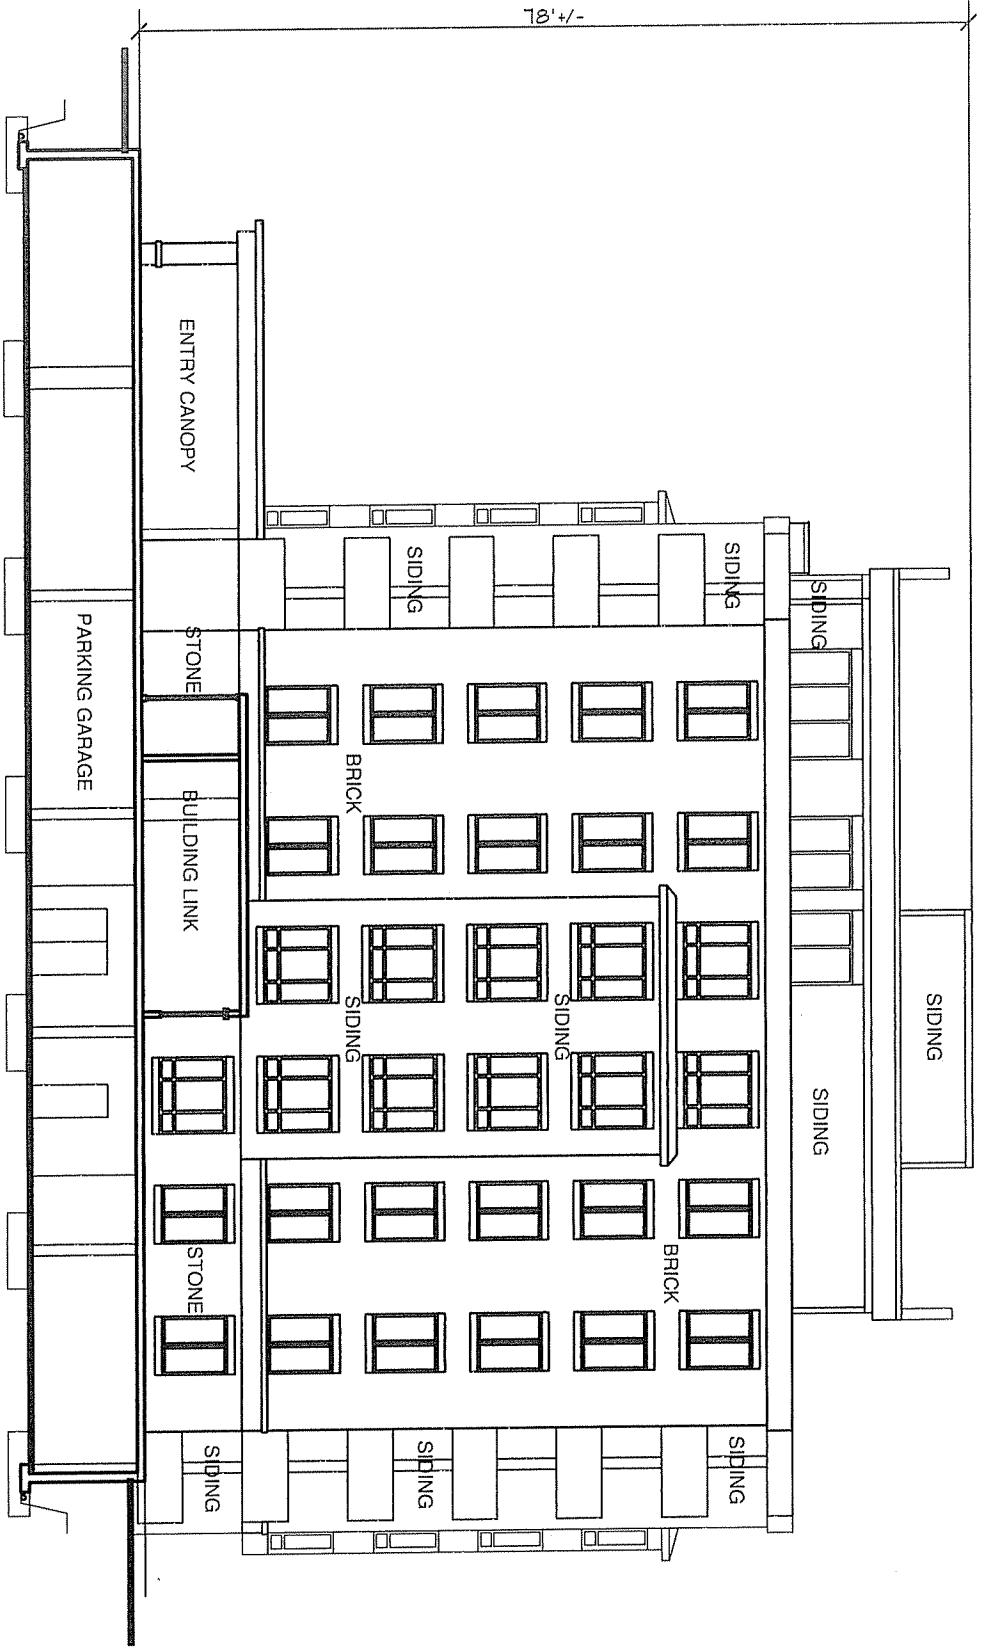 78'+/-
SIDING
SIDING
SIDING
SIDING
SIDING
BRICK
SIDING
SIDING
SIDING
BRICK
SIDING
ENTRY CANOPY
STONE
BUILDING LINK
STONE
SIDING
PARKING GARAGE